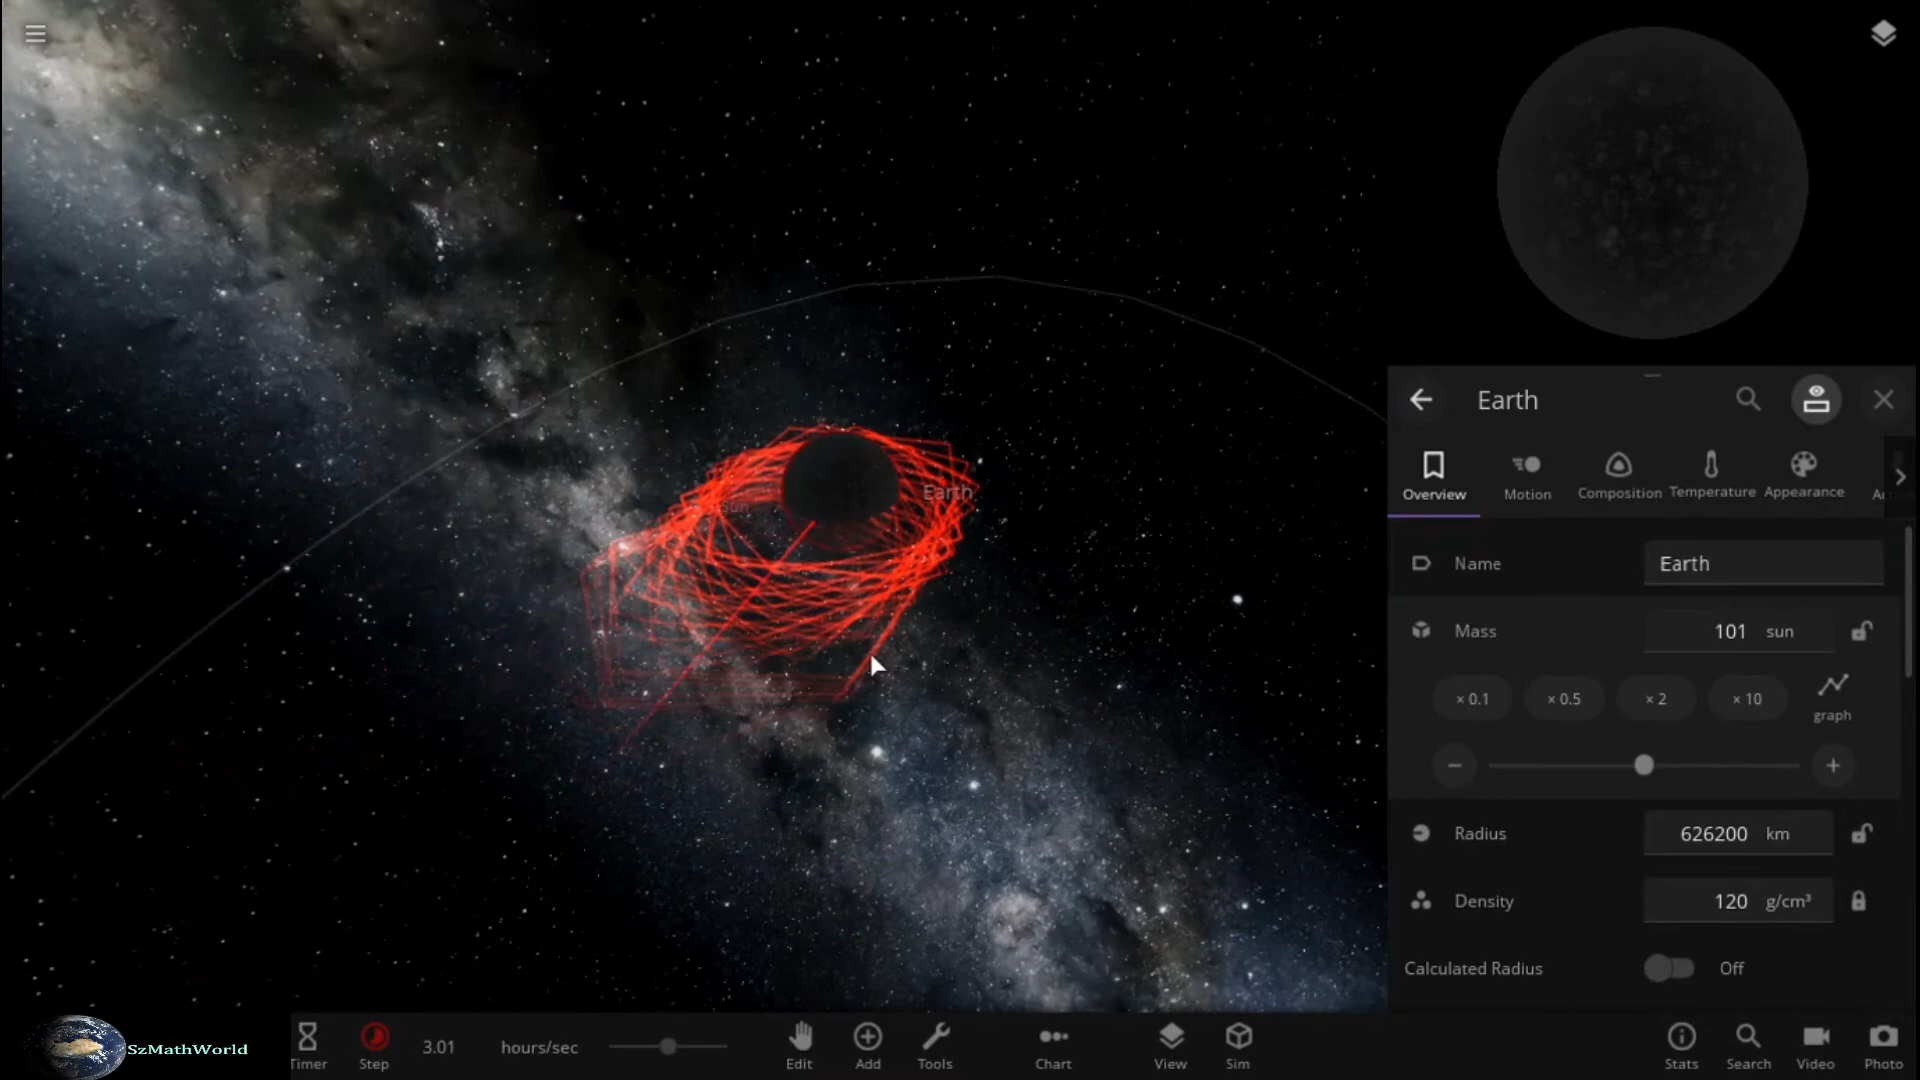 Earth
Sun
Earth
Overview
Motion
Composition
Temperature
Appearance
Name
Earth
Mass
101 sun
× 0.1
× 0.5
× 2
× 10
graph
Radius
626200 km
Density
120 g/cm³
Calculated Radius
Off
SzMathWorld
Timer
Step
3.01 hours/sec
Edit
Add
Tools
Chart
View
Sim
Stats
Search
Video
Photo